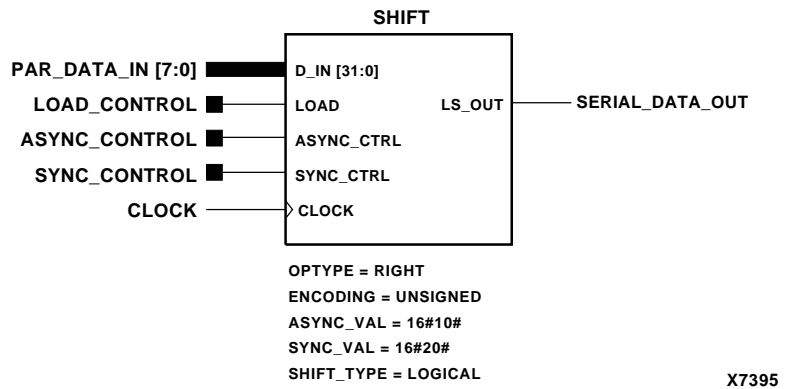 SHIFT
PAR_DATA_IN [7:0] D_IN [31:0]
LOAD_CONTROL LOAD LS_OUT SERIAL_DATA_OUT
ASYNC_CONTROL ASYNC_CTRL
SYNC_CONTROL SYNC_CTRL
CLOCK CLOCK
OPTYPE = RIGHT
ENCODING = UNSIGNED
ASYNC_VAL = 16#10#
SYNC_VAL = 16#20#
SHIFT_TYPE = LOGICAL
X7395